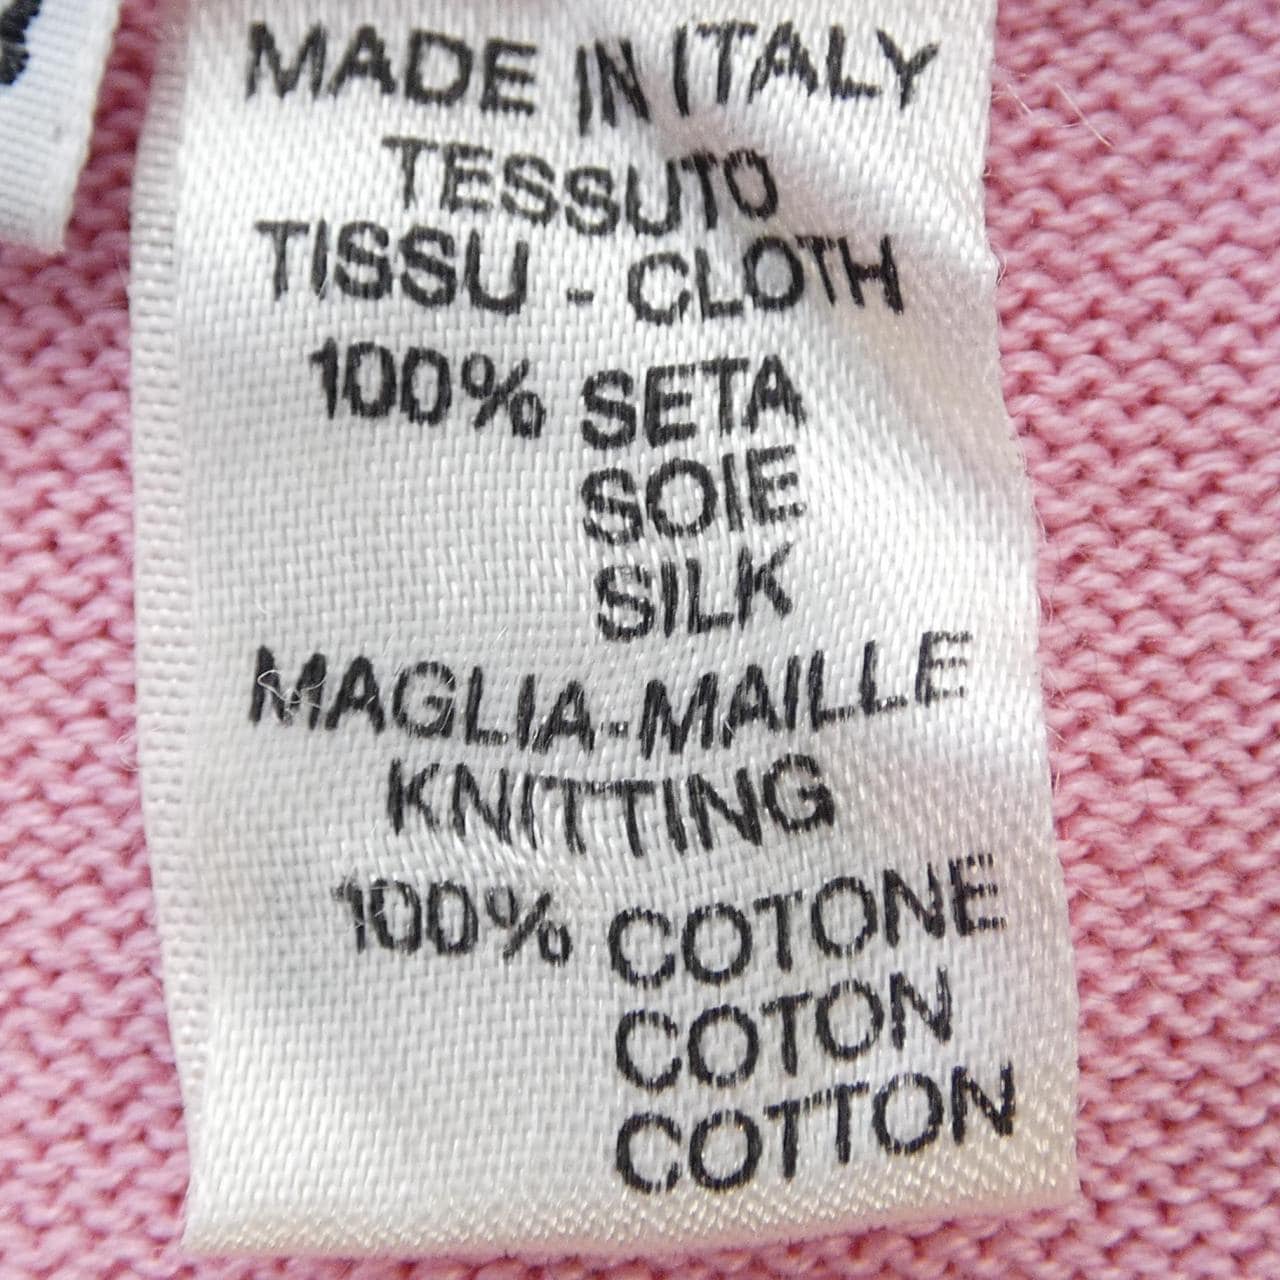 MADE IN ITALY
TESSUTO
TISSU - CLOTH
100% SETA
SOIE
SILK
MAGLIA-MAILLE
KNITTING
100% COTONE
COTON
COTTON